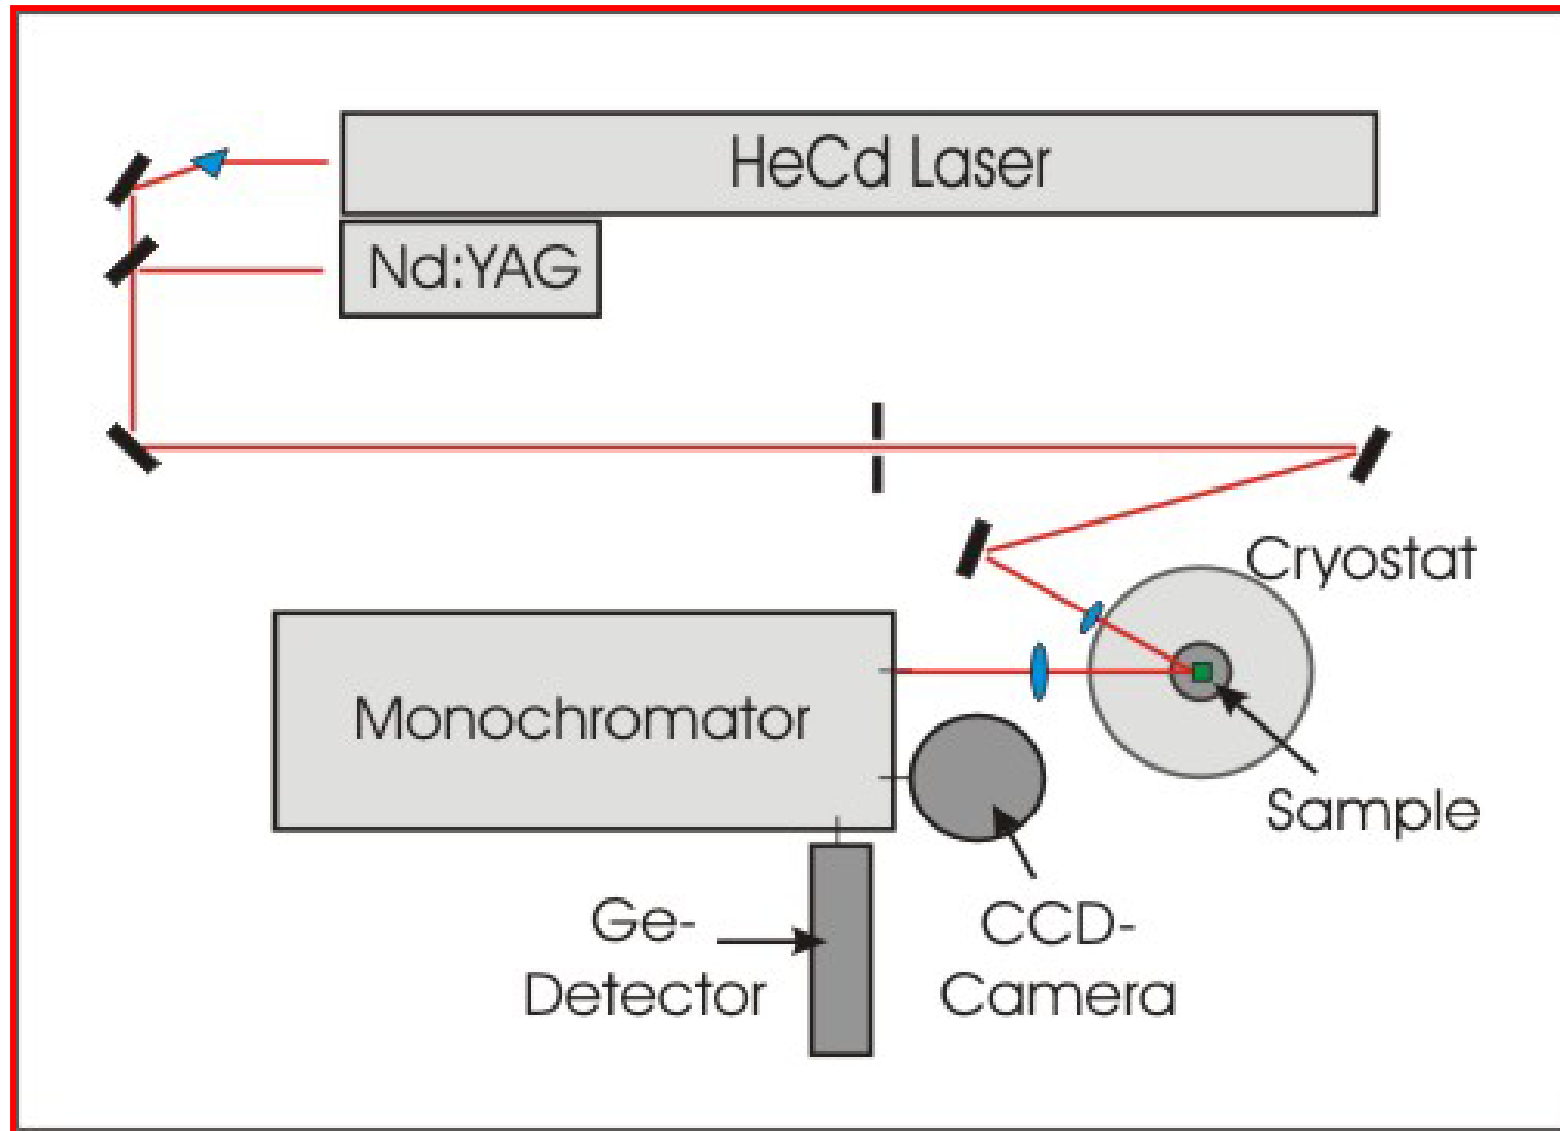 HeCd Laser
Nd:YAG
Cryostat
Monochromator
Sample
Ge-
Detector
CCD-
Camera